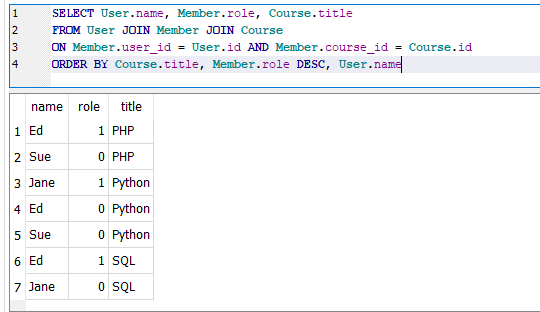 1 SELECT User.name, Member.role, Course.title
2 FROM User JOIN Member JOIN Course
3 ON Member.user_id = User.id AND Member.course_id = Course.id
4 ORDER BY Course.title, Member.role DESC, User.name
name role title
1 Ed 1 PHP
2 Sue 0 PHP
3 Jane 1 Python
4 Ed 0 Python
5 Sue 0 Python
6 Ed 1 SQL
7 Jane 0 SQL